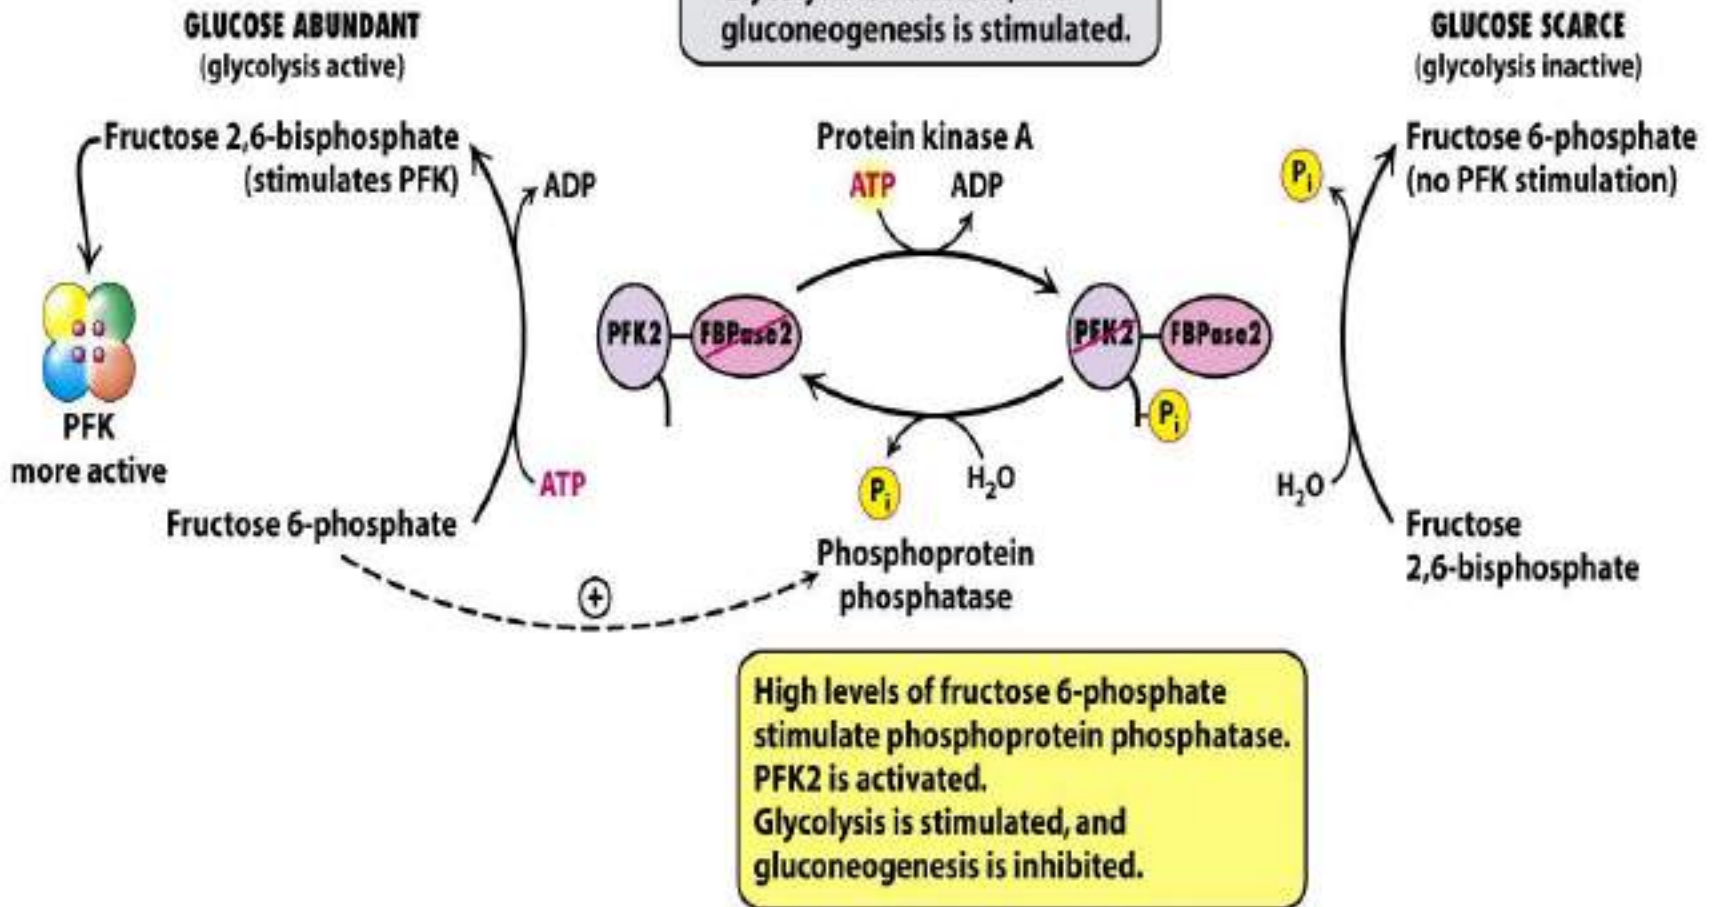 gluconeogenesis is stimulated.
GLUCOSE ABUNDANT
(glycolysis active)
GLUCOSE SCARCE
(glycolysis inactive)
Fructose 2,6-bisphosphate
(stimulates PFK)
ADP
Protein kinase A
ATP ADP
Pi
Fructose 6-phosphate
(no PFK stimulation)
PFK2 FBPase2
PFK2 FBPase2
Pi
PFK
more active
ATP
Fructose 6-phosphate
Pi
H2O
H2O
Fructose
2,6-bisphosphate
+
Phosphoprotein
phosphatase
High levels of fructose 6-phosphate
stimulate phosphoprotein phosphatase.
PFK2 is activated.
Glycolysis is stimulated, and
gluconeogenesis is inhibited.